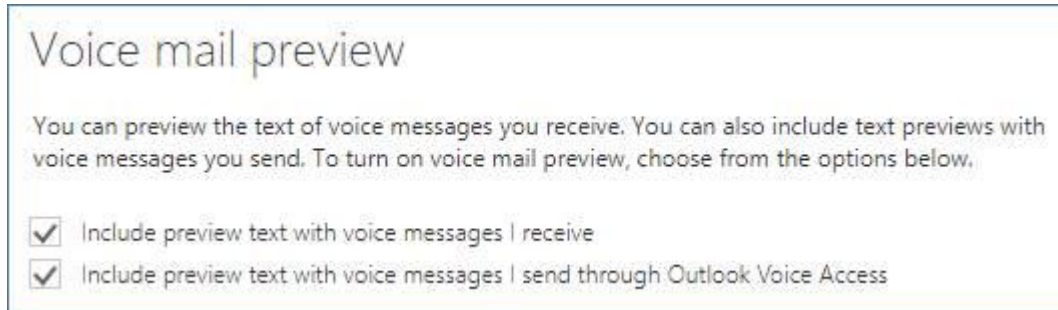 Voice mail preview
You can preview the text of voice messages you receive. You can also include text previews with
voice messages you send. To turn on voice mail preview, choose from the options below.
Include preview text with voice messages I receive
Include preview text with voice messages I send through Outlook Voice Access